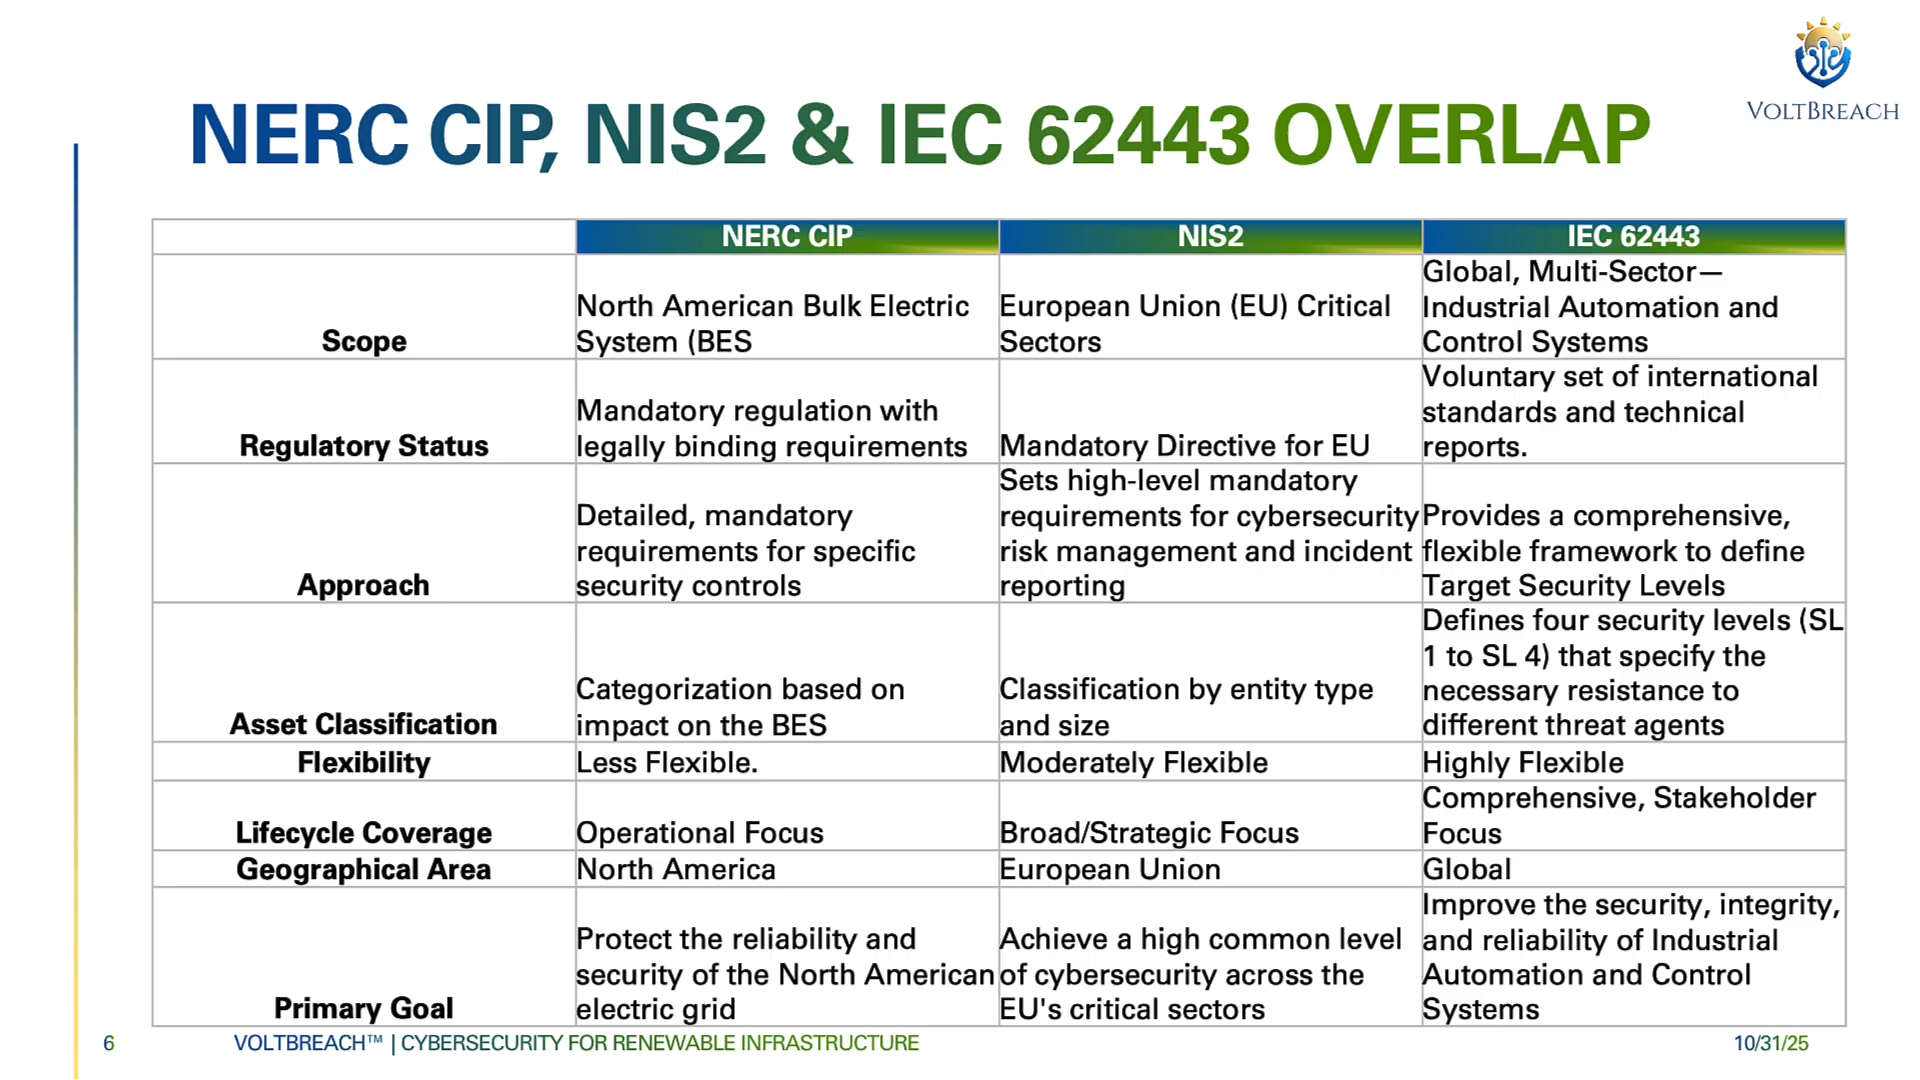 VOLTBREACH
NERC CIP, NIS2 & IEC 62443 OVERLAP
NERC CIP
NIS2
IEC 62443
Scope
North American Bulk Electric
System (BES
European Union (EU) Critical
Sectors
Global, Multi-Sector—
Industrial Automation and
Control Systems
Regulatory Status
Mandatory regulation with
legally binding requirements
Mandatory Directive for EU
Voluntary set of international
standards and technical
reports.
Approach
Detailed, mandatory
requirements for specific
security controls
Sets high-level mandatory
requirements for cybersecurity
risk management and incident
reporting
Provides a comprehensive,
flexible framework to define
Target Security Levels
Asset Classification
Categorization based on
impact on the BES
Classification by entity type
and size
Defines four security levels (SL
1 to SL 4) that specify the
necessary resistance to
different threat agents
Flexibility
Less Flexible.
Moderately Flexible
Highly Flexible
Lifecycle Coverage
Operational Focus
Broad/Strategic Focus
Comprehensive, Stakeholder
Focus
Geographical Area
North America
European Union
Global
Primary Goal
Protect the reliability and
security of the North American
electric grid
Achieve a high common level
of cybersecurity across the
EU's critical sectors
Improve the security, integrity,
and reliability of Industrial
Automation and Control
Systems
6
VOLTBREACH™ | CYBERSECURITY FOR RENEWABLE INFRASTRUCTURE
10/31/25